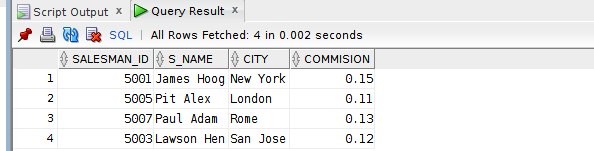 Script Output x Query Result x
SQL | All Rows Fetched: 4 in 0.002 seconds
SALESMAN_ID S_NAME CITY COMMISION
1 5001 James Hoog New York 0.15
2 5005 Pit Alex London 0.11
3 5007 Paul Adam Rome 0.13
4 5003 Lawson Hen San Jose 0.12